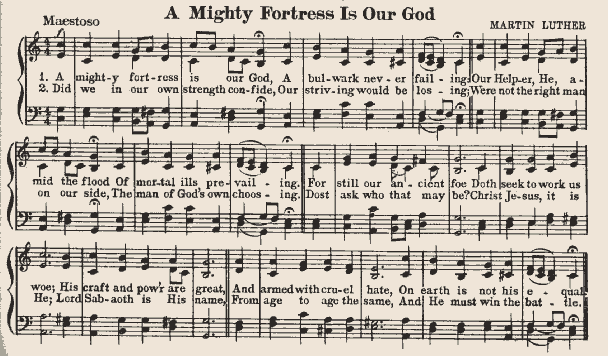 A Mighty Fortress Is Our God
Maestoso
MARTIN LUTHER
1. A might-y fort-ress is our God, A bul-wark nev-er fail-ing; Our Help-er, He, a-
2. Did we in our own strength con-fide, Our striv-ing would be los-ing; Were not the right man
mid the flood Of mor-tal ills pre-vail-ing. For still our an-cient foe Doth seek to work us
on our side, The man of God's own choos-ing. Dost ask who that may be? Christ Je-sus, it is
woe; His craft and pow'r are great, And armed with cru-el hate, On earth is not his e-qual.
He; Lord Sab-aoth is His name, From age to age the same, And He must win the bat-tle.